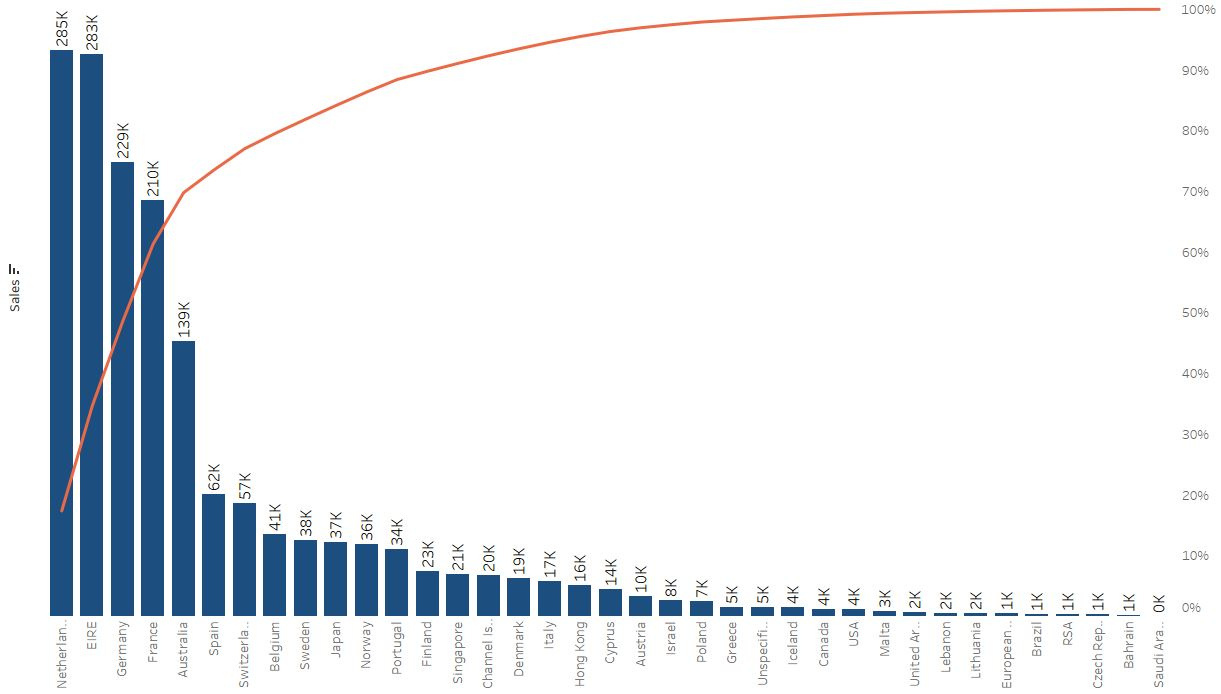 Sales
285K
283K
229K
210K
139K
62K
57K
41K
38K
37K
36K
34K
23K
21K
20K
19K
17K
16K
14K
10K
8K
7K
5K
5K
4K
4K
4K
3K
2K
2K
2K
1K
1K
1K
1K
1K
0K
100%
90%
80%
70%
60%
50%
40%
30%
20%
10%
0%
Netherlan..
EIRE
Germany
France
Australia
Spain
Switzerla..
Belgium
Sweden
Japan
Norway
Portugal
Finland
Singapore
Channel Is..
Denmark
Italy
Hong Kong
Cyprus
Austria
Israel
Poland
Greece
Unspecifi..
Iceland
Canada
USA
Malta
United Ar..
Lebanon
Lithuania
European ..
Brazil
RSA
Czech Rep..
Bahrain
Saudi Ara..